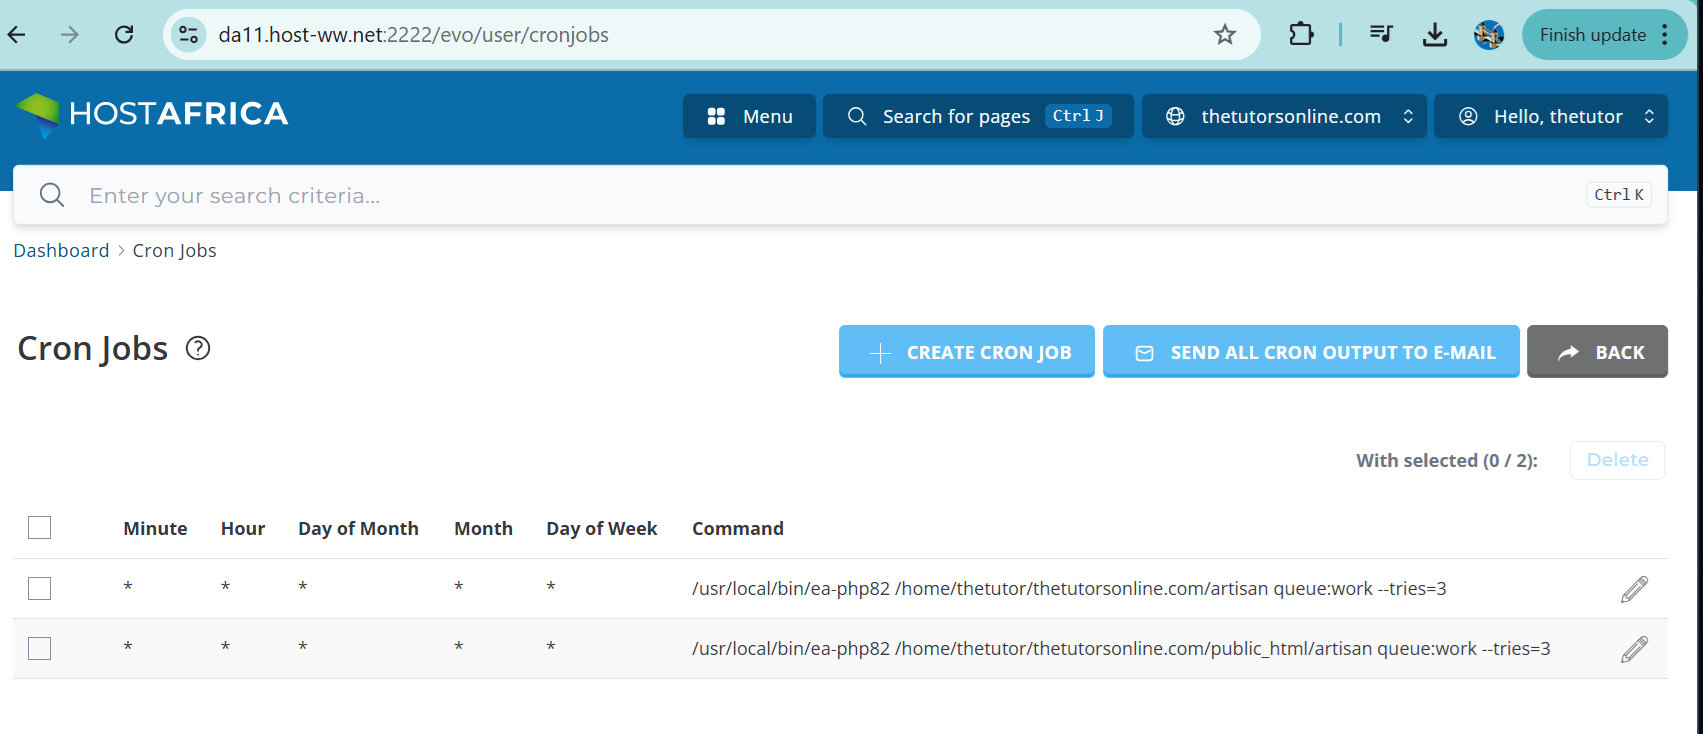 da11.host-ww.net:2222/evo/user/cronjobs
Finish update
HOSTAFRICA
Menu
Search for pages Ctrl J
thetutorsonline.com
Hello, thetutor
Enter your search criteria... Ctrl K
Dashboard > Cron Jobs
Cron Jobs ?
CREATE CRON JOB
SEND ALL CRON OUTPUT TO E-MAIL
BACK
With selected (0 / 2): Delete
Minute Hour Day of Month Month Day of Week Command
* * * * * /usr/local/bin/ea-php82 /home/thetutor/thetutorsonline.com/artisan queue:work --tries=3
* * * * * /usr/local/bin/ea-php82 /home/thetutor/thetutorsonline.com/public_html/artisan queue:work --tries=3